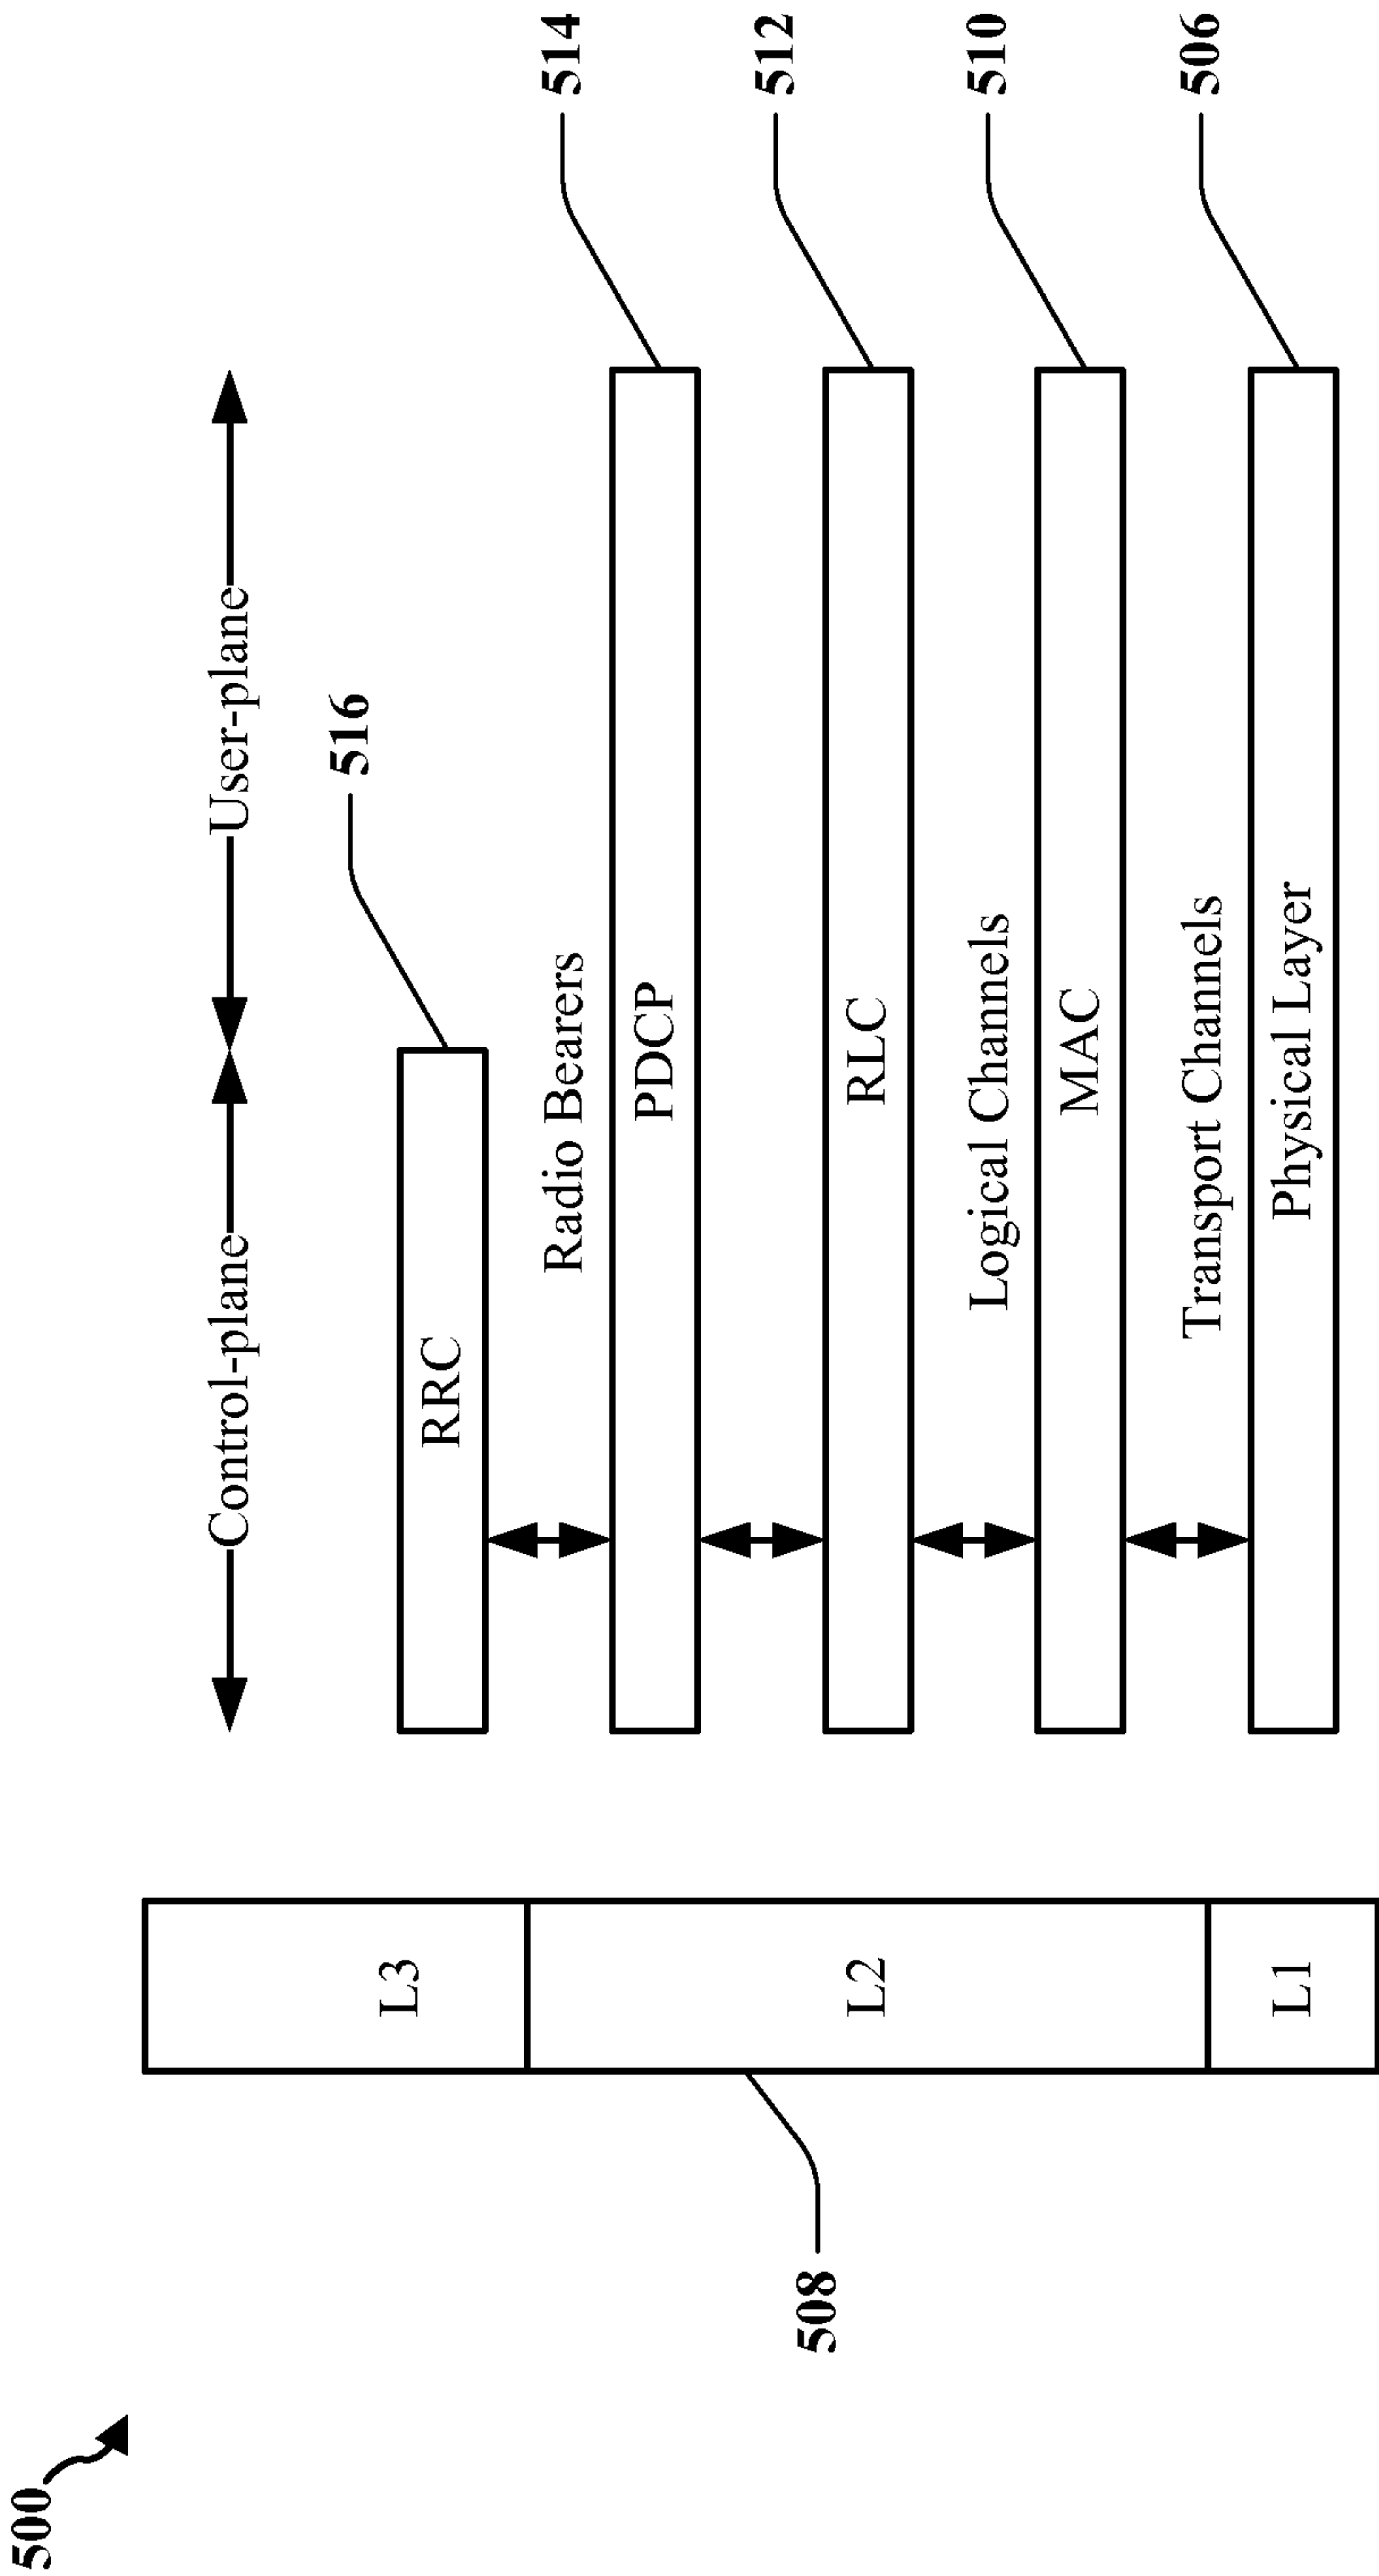 500
Control-plane
User-plane
516
RRC
L3
Radio Bearers
514
PDCP
512
508
L2
RLC
Logical Channels
510
MAC
Transport Channels
506
L1
Physical Layer